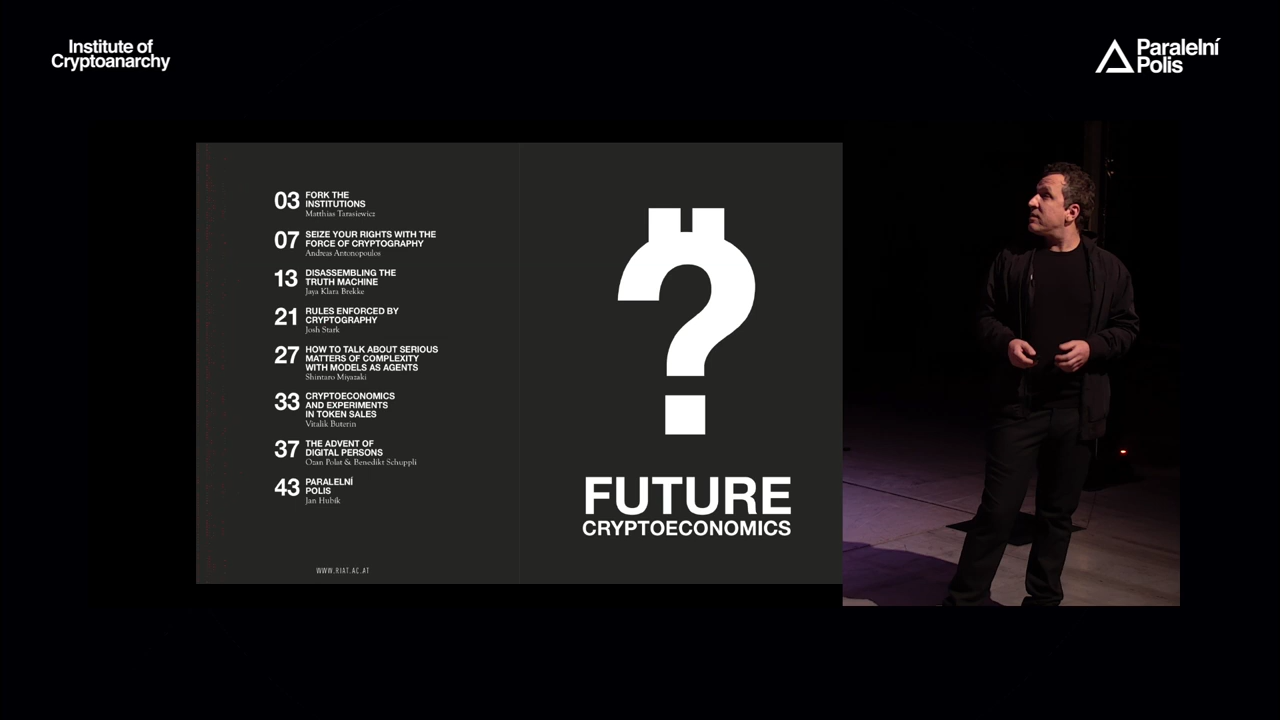 Institute of
Cryptoanarchy
Paralelní
Polis
03 FORK THE
INSTITUTIONS
Matthias Tarasiewicz
07 SEIZE YOUR RIGHTS WITH THE
FORCE OF CRYPTOGRAPHY
Andreas Antonopoulos
13 DISASSEMBLING THE
TRUTH MACHINE
Jaya Klara Brekke
21 RULES ENFORCED BY
CRYPTOGRAPHY
Josh Stark
27 HOW TO TALK ABOUT SERIOUS
MATTERS OF COMPLEXITY
WITH MODELS AS AGENTS
Shintaro Miyazaki
33 CRYPTOECONOMICS
AND EXPERIMENTS
IN TOKEN SALES
Vitalik Buterin
37 THE ADVENT OF
DIGITAL PERSONS
Ozan Polat & Benedikt Schuppli
43 PARALELNÍ
POLIS
Jan Hubík
WWW.RIAT.AC.AT
?
FUTURE
CRYPTOECONOMICS